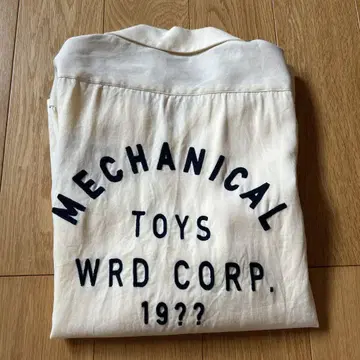 MECHANICAL
TOYS
WRD CORP.
19??